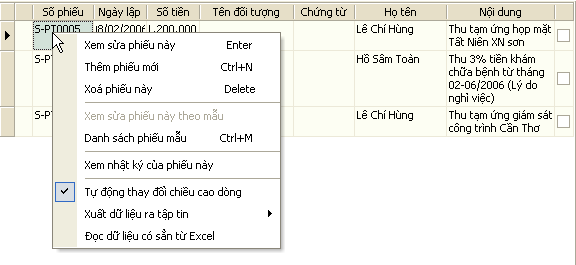 Số phiếu Ngày lập Số tiền Tên đối tượng Chứng từ Họ tên Nội dung
S-PT0005 08/02/2006 1,200,000 Lê Chí Hùng Thu tạm ứng họp mặt
Tất Niên XN sơn
S-PT Hồ Sâm Toàn Thu 3% tiền khám
chữa bệnh từ tháng
02-06/2006 (Lý do
nghỉ việc)
S-PT Lê Chí Hùng Thu tạm ứng giám sát
công trình Cần Thơ
Xem sửa phiếu này Enter
Thêm phiếu mới Ctrl+N
Xoá phiếu này Delete
Xem sửa phiếu này theo mẫu
Danh sách phiếu mẫu Ctrl+M
Xem nhật ký của phiếu này
Tự động thay đổi chiều cao dòng
Xuất dữ liệu ra tập tin
Đọc dữ liệu có sẵn từ Excel